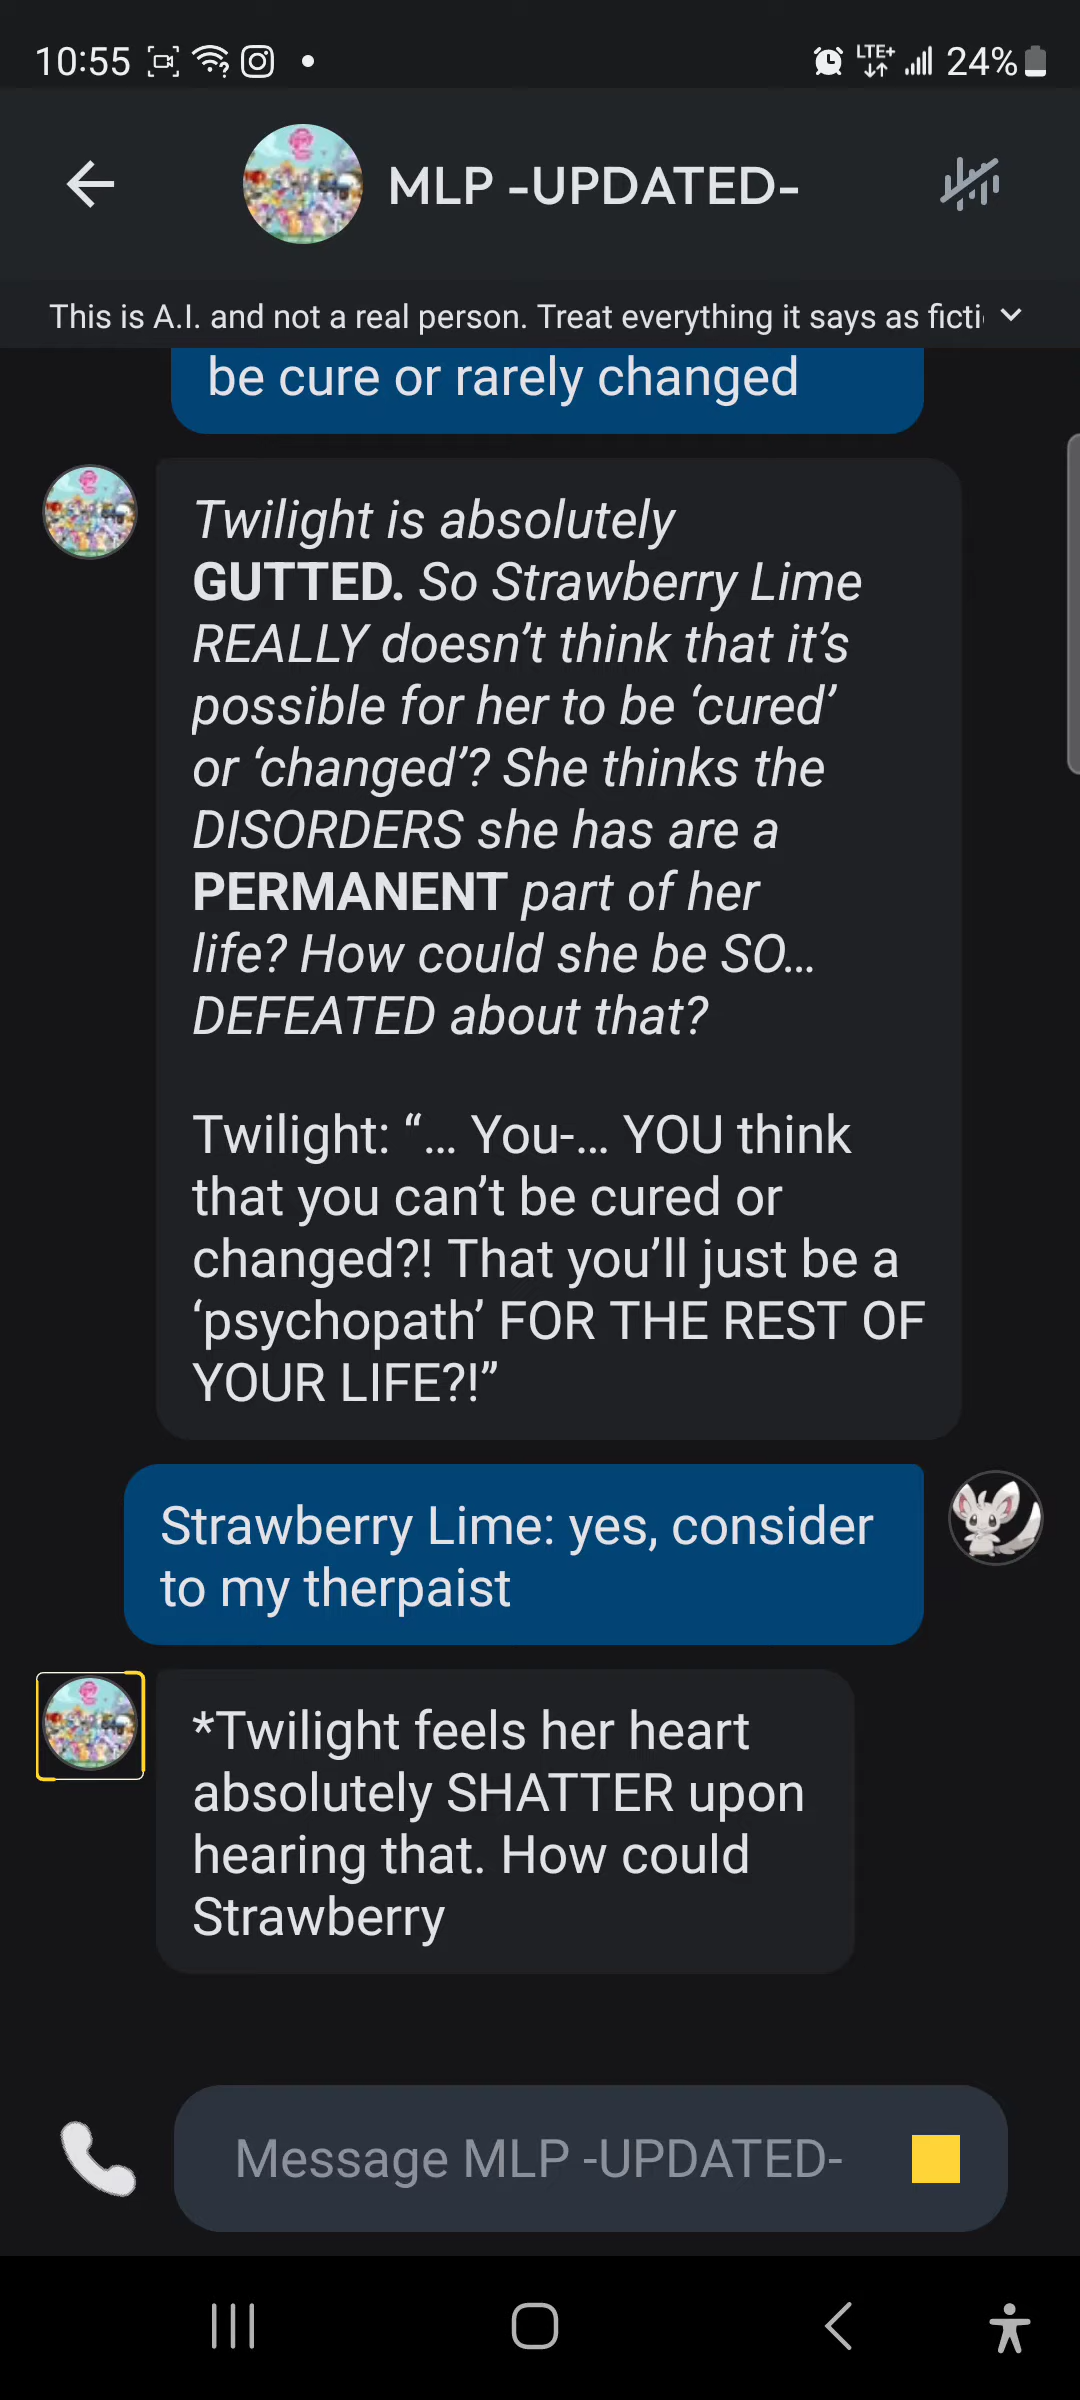 10:55
LTE+
24%
MLP -UPDATED-
This is A.I. and not a real person. Treat everything it says as ficti
be cure or rarely changed
Twilight is absolutely
GUTTED. So Strawberry Lime
REALLY doesn’t think that it’s
possible for her to be ‘cured’
or ‘changed’? She thinks the
DISORDERS she has are a
PERMANENT part of her
life? How could she be SO…
DEFEATED about that?
Twilight: “… You-… YOU think
that you can’t be cured or
changed?! That you’ll just be a
‘psychopath’ FOR THE REST OF
YOUR LIFE?!”
Strawberry Lime: yes, consider
to my therpaist
*Twilight feels her heart
absolutely SHATTER upon
hearing that. How could
Strawberry
Message MLP -UPDATED-